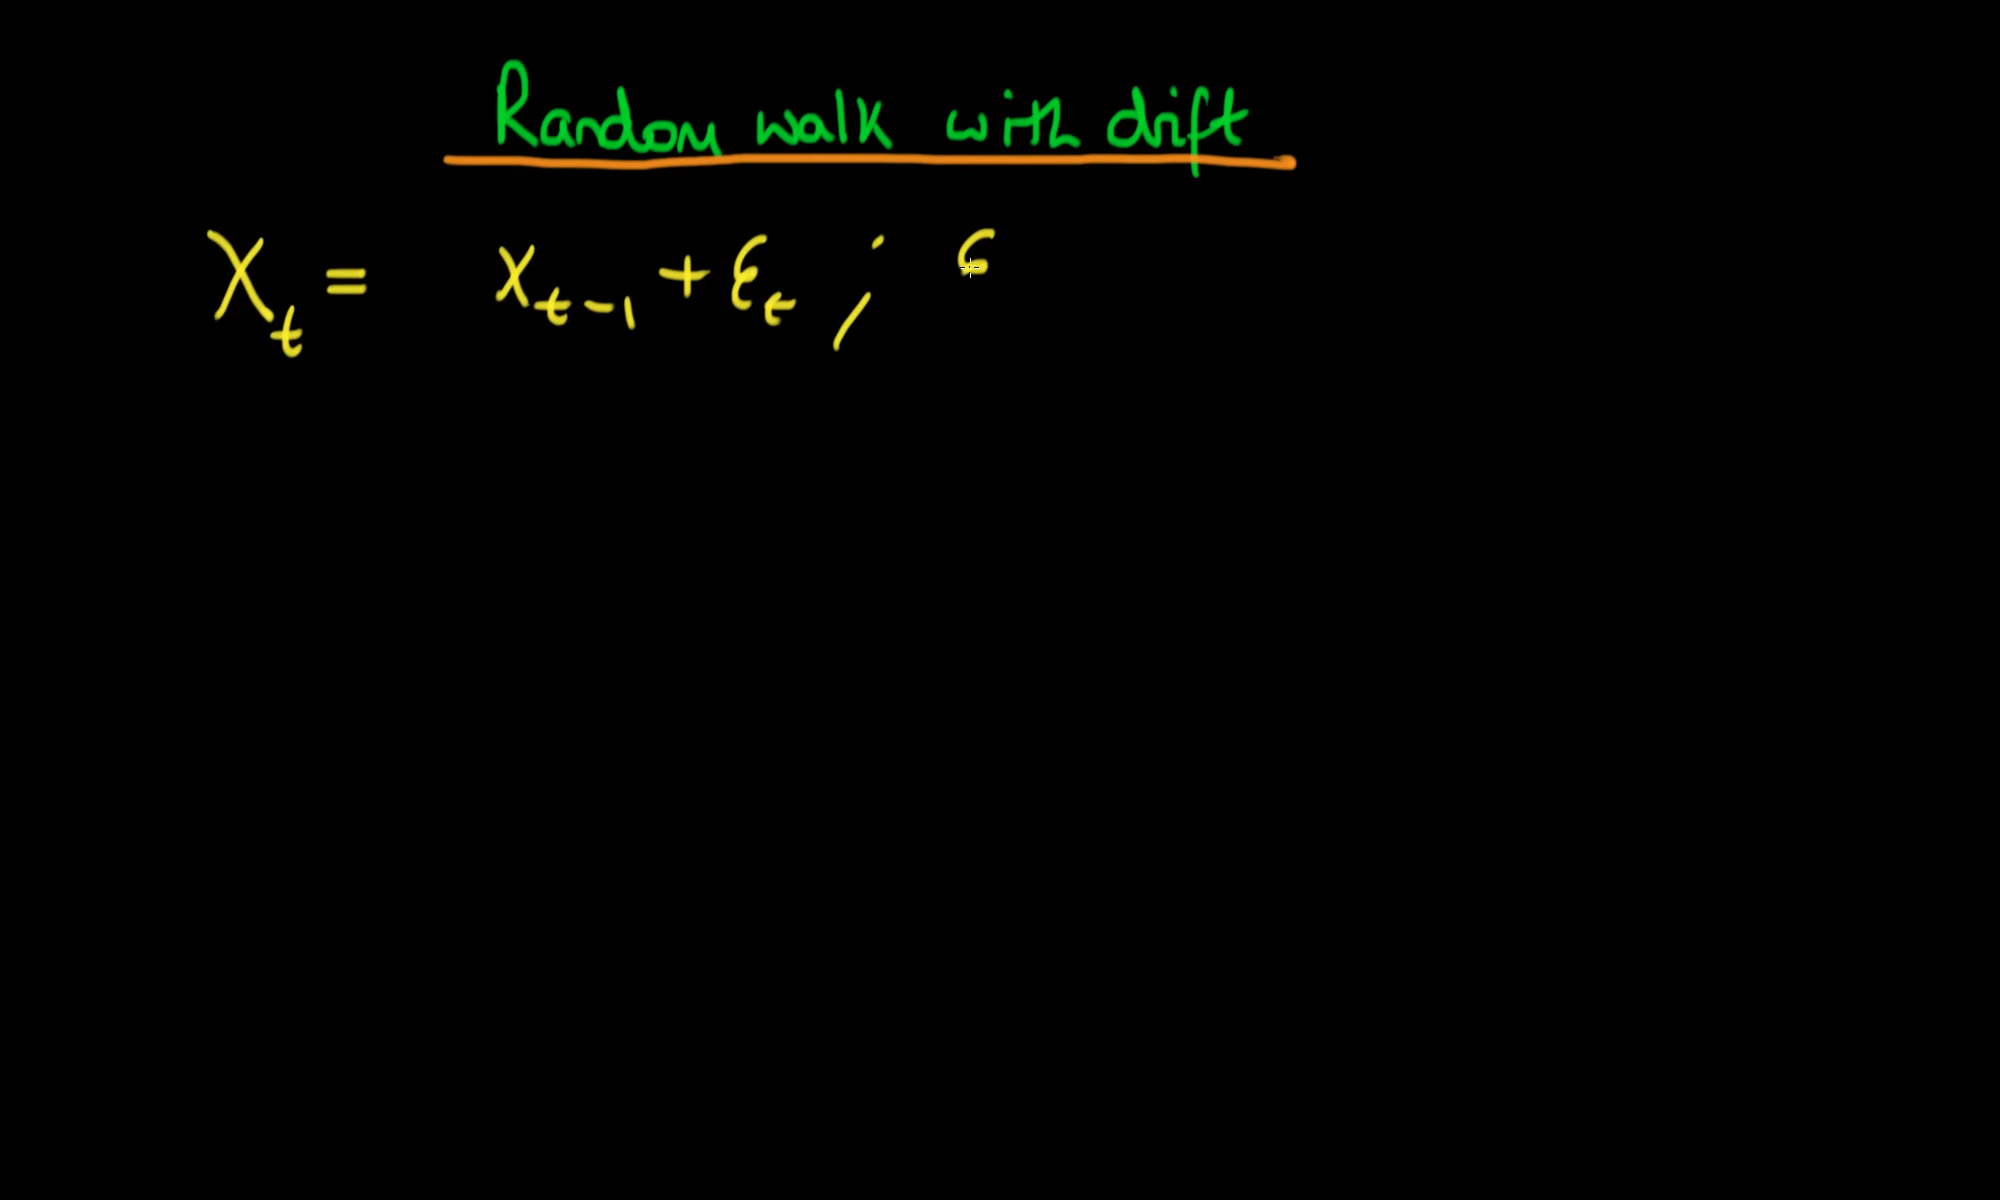 Random walk with drift
X_t = x_{t-1} + ε_t ; ε